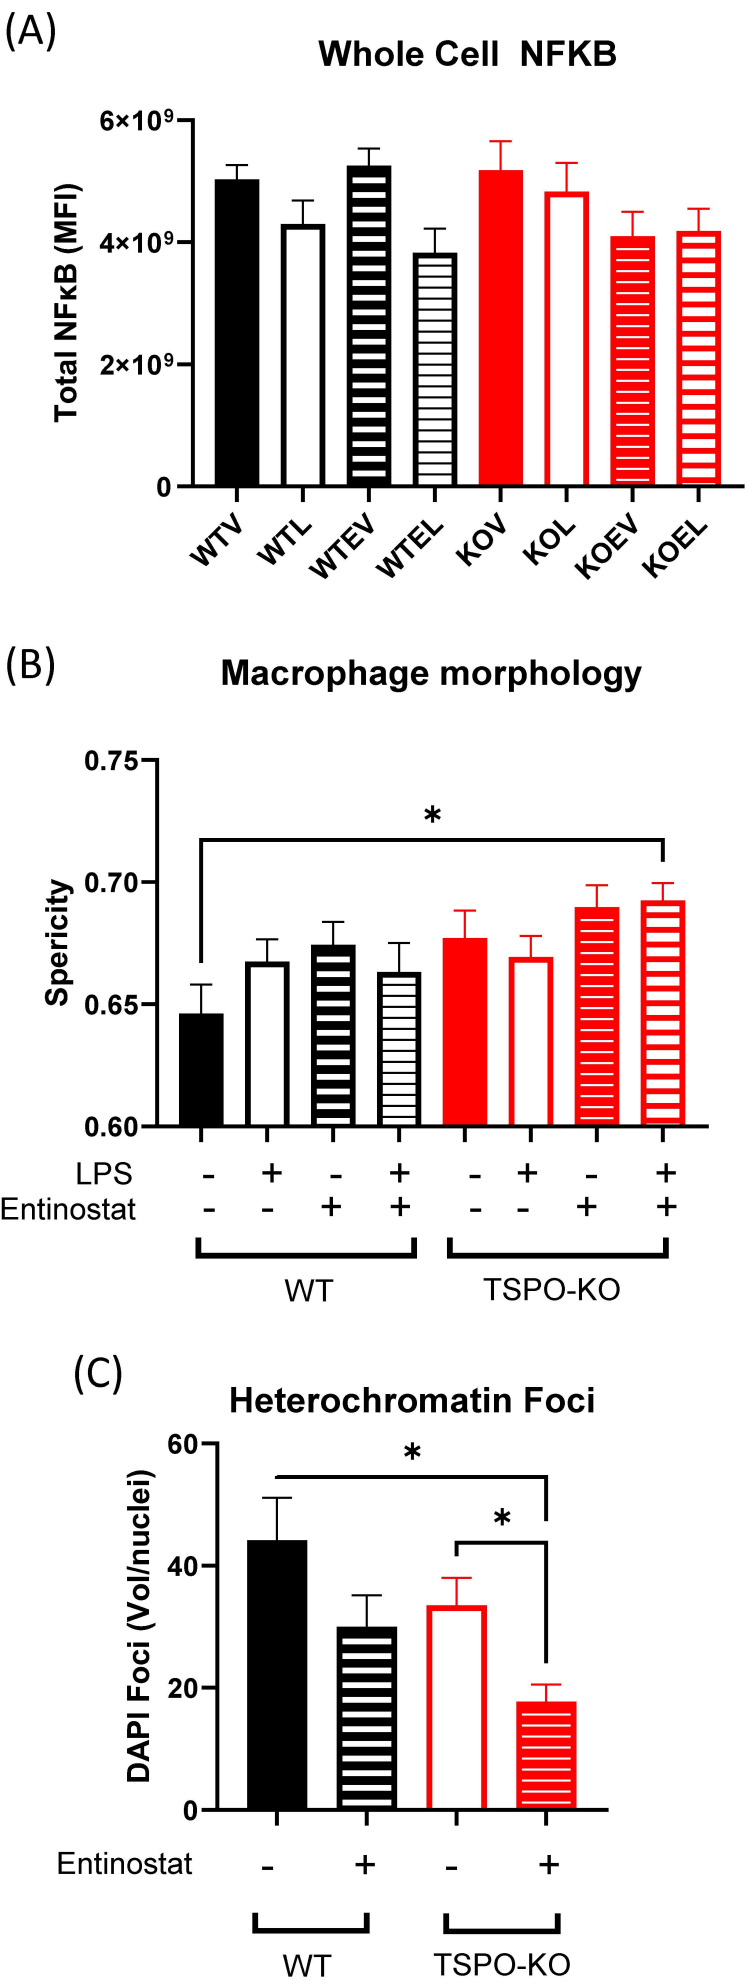 (A)
Whole Cell NFKB
Total NFκB (MFI)
6×10⁹
4×10⁹
2×10⁹
0
WTV WTL WTEV WTEL KOV KOL KOEV KOEL
(B)
Macrophage morphology
*
Spericity
0.75
0.70
0.65
0.60
LPS - + - + - + - +
Entinostat - - + + - - + +
WT TSPO-KO
(C)
Heterochromatin Foci
*
*
DAPI Foci (Vol/nuclei)
60
40
20
0
Entinostat - + - +
WT TSPO-KO